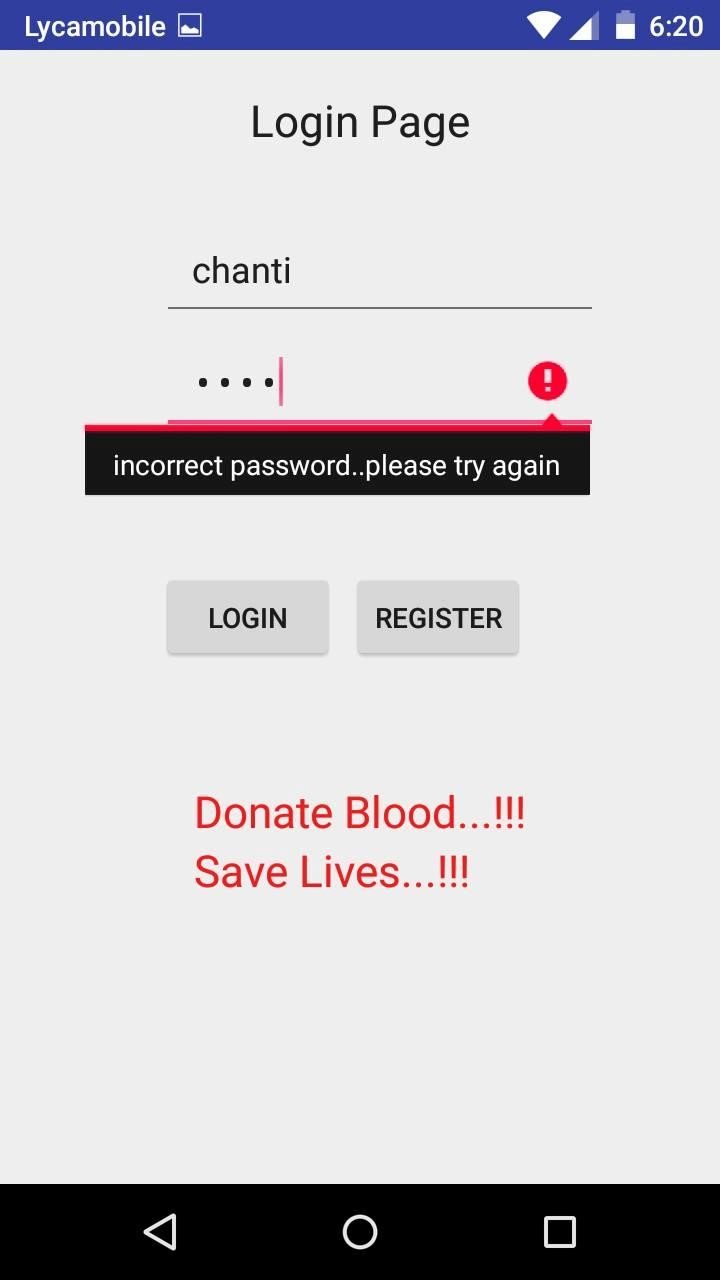 Lycamobile 6:20
Login Page
chanti
••••
incorrect password..please try again
LOGIN REGISTER
Donate Blood...!!!
Save Lives...!!!